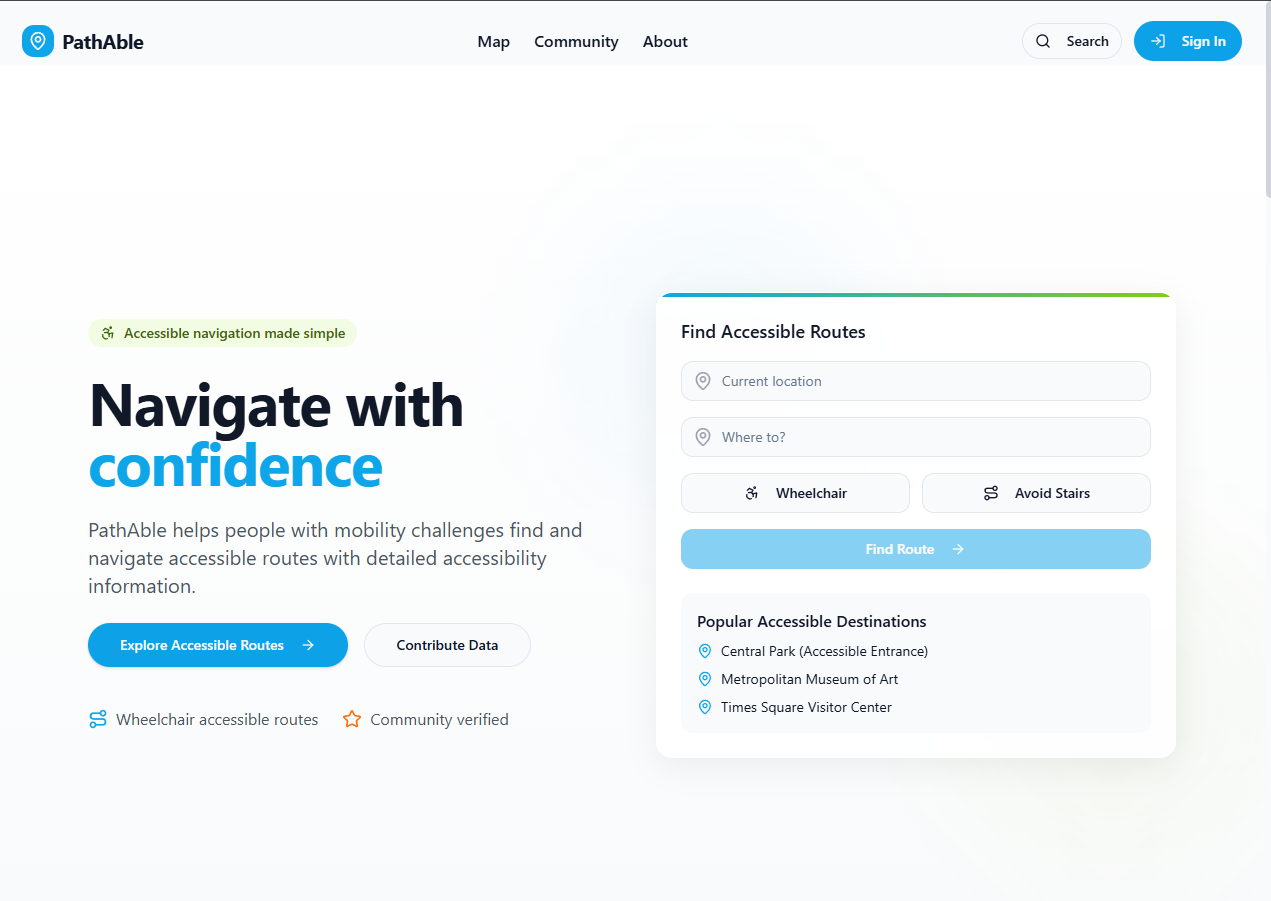 PathAble
Map
Community
About
Search
Sign In
Accessible navigation made simple
Navigate with
confidence
PathAble helps people with mobility challenges find and
navigate accessible routes with detailed accessibility
information.
Explore Accessible Routes
Contribute Data
Wheelchair accessible routes
Community verified
Find Accessible Routes
Current location
Where to?
Wheelchair
Avoid Stairs
Find Route
Popular Accessible Destinations
Central Park (Accessible Entrance)
Metropolitan Museum of Art
Times Square Visitor Center